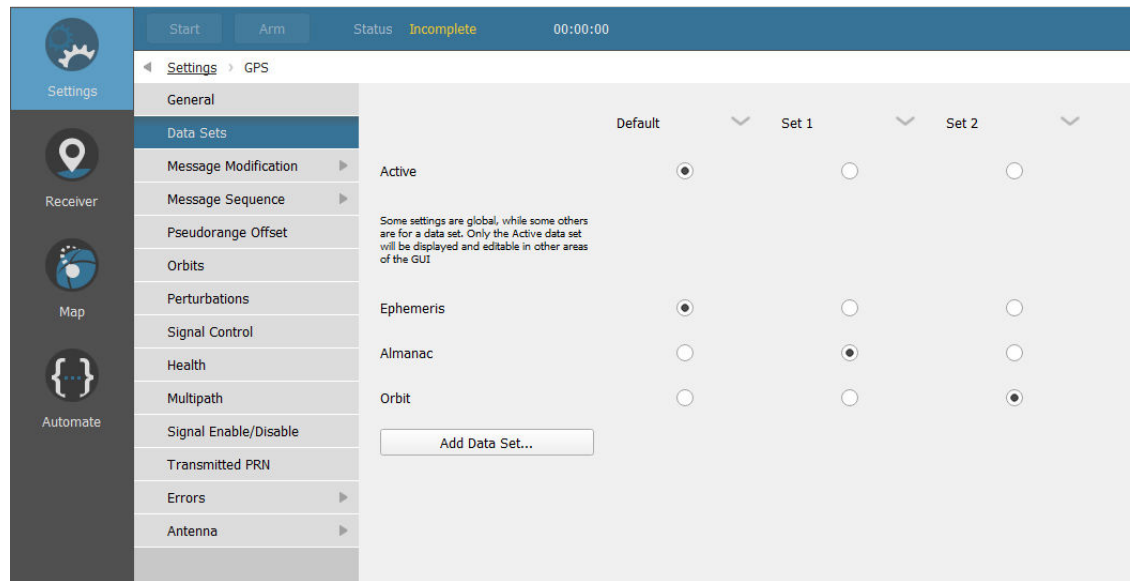 Start Arm Status Incomplete 00:00:00
Settings › GPS
Settings
Receiver
Map
Automate
General
Data Sets
Message Modification
Message Sequence
Pseudorange Offset
Orbits
Perturbations
Signal Control
Health
Multipath
Signal Enable/Disable
Transmitted PRN
Errors
Antenna
Default Set 1 Set 2
Active
Some settings are global, while some others
are for a data set. Only the Active data set
will be displayed and editable in other areas
of the GUI
Ephemeris
Almanac
Orbit
Add Data Set...